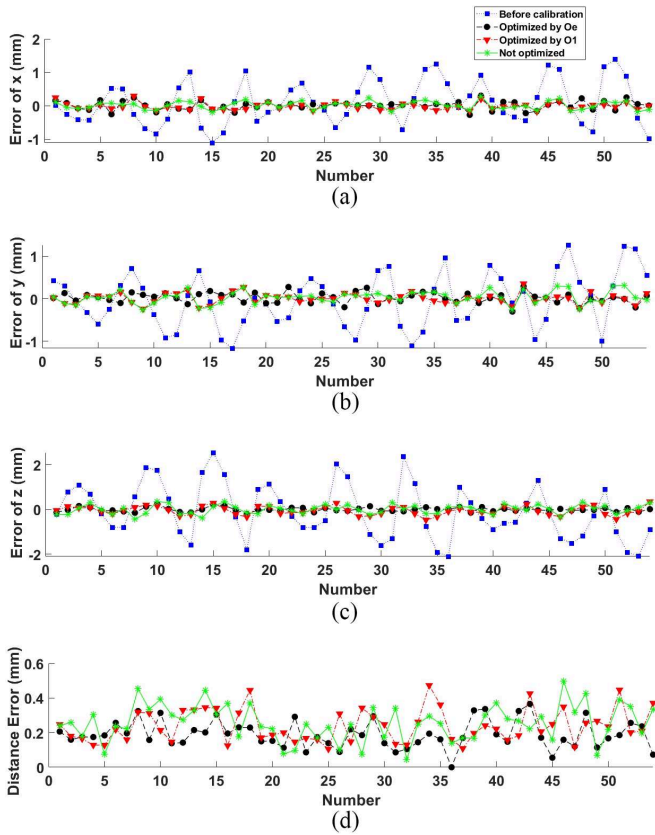 Before calibration
Optimized by Oe
Optimized by O1
Not optimized
Error of x (mm)
2
1
0
-1
0 5 10 15 20 25 30 35 40 45 50
Number
(a)
Error of y (mm)
1
0
-1
0 5 10 15 20 25 30 35 40 45 50
Number
(b)
Error of z (mm)
2
0
-2
0 5 10 15 20 25 30 35 40 45 50
Number
(c)
Distance Error (mm)
0.6
0.4
0.2
0
0 5 10 15 20 25 30 35 40 45 50
Number
(d)